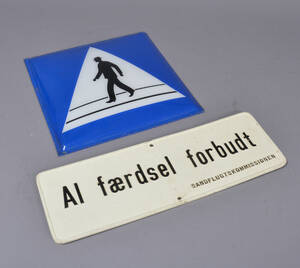 Al færdsel forbudt
SANDFLUGTSKOMMISSIONEN